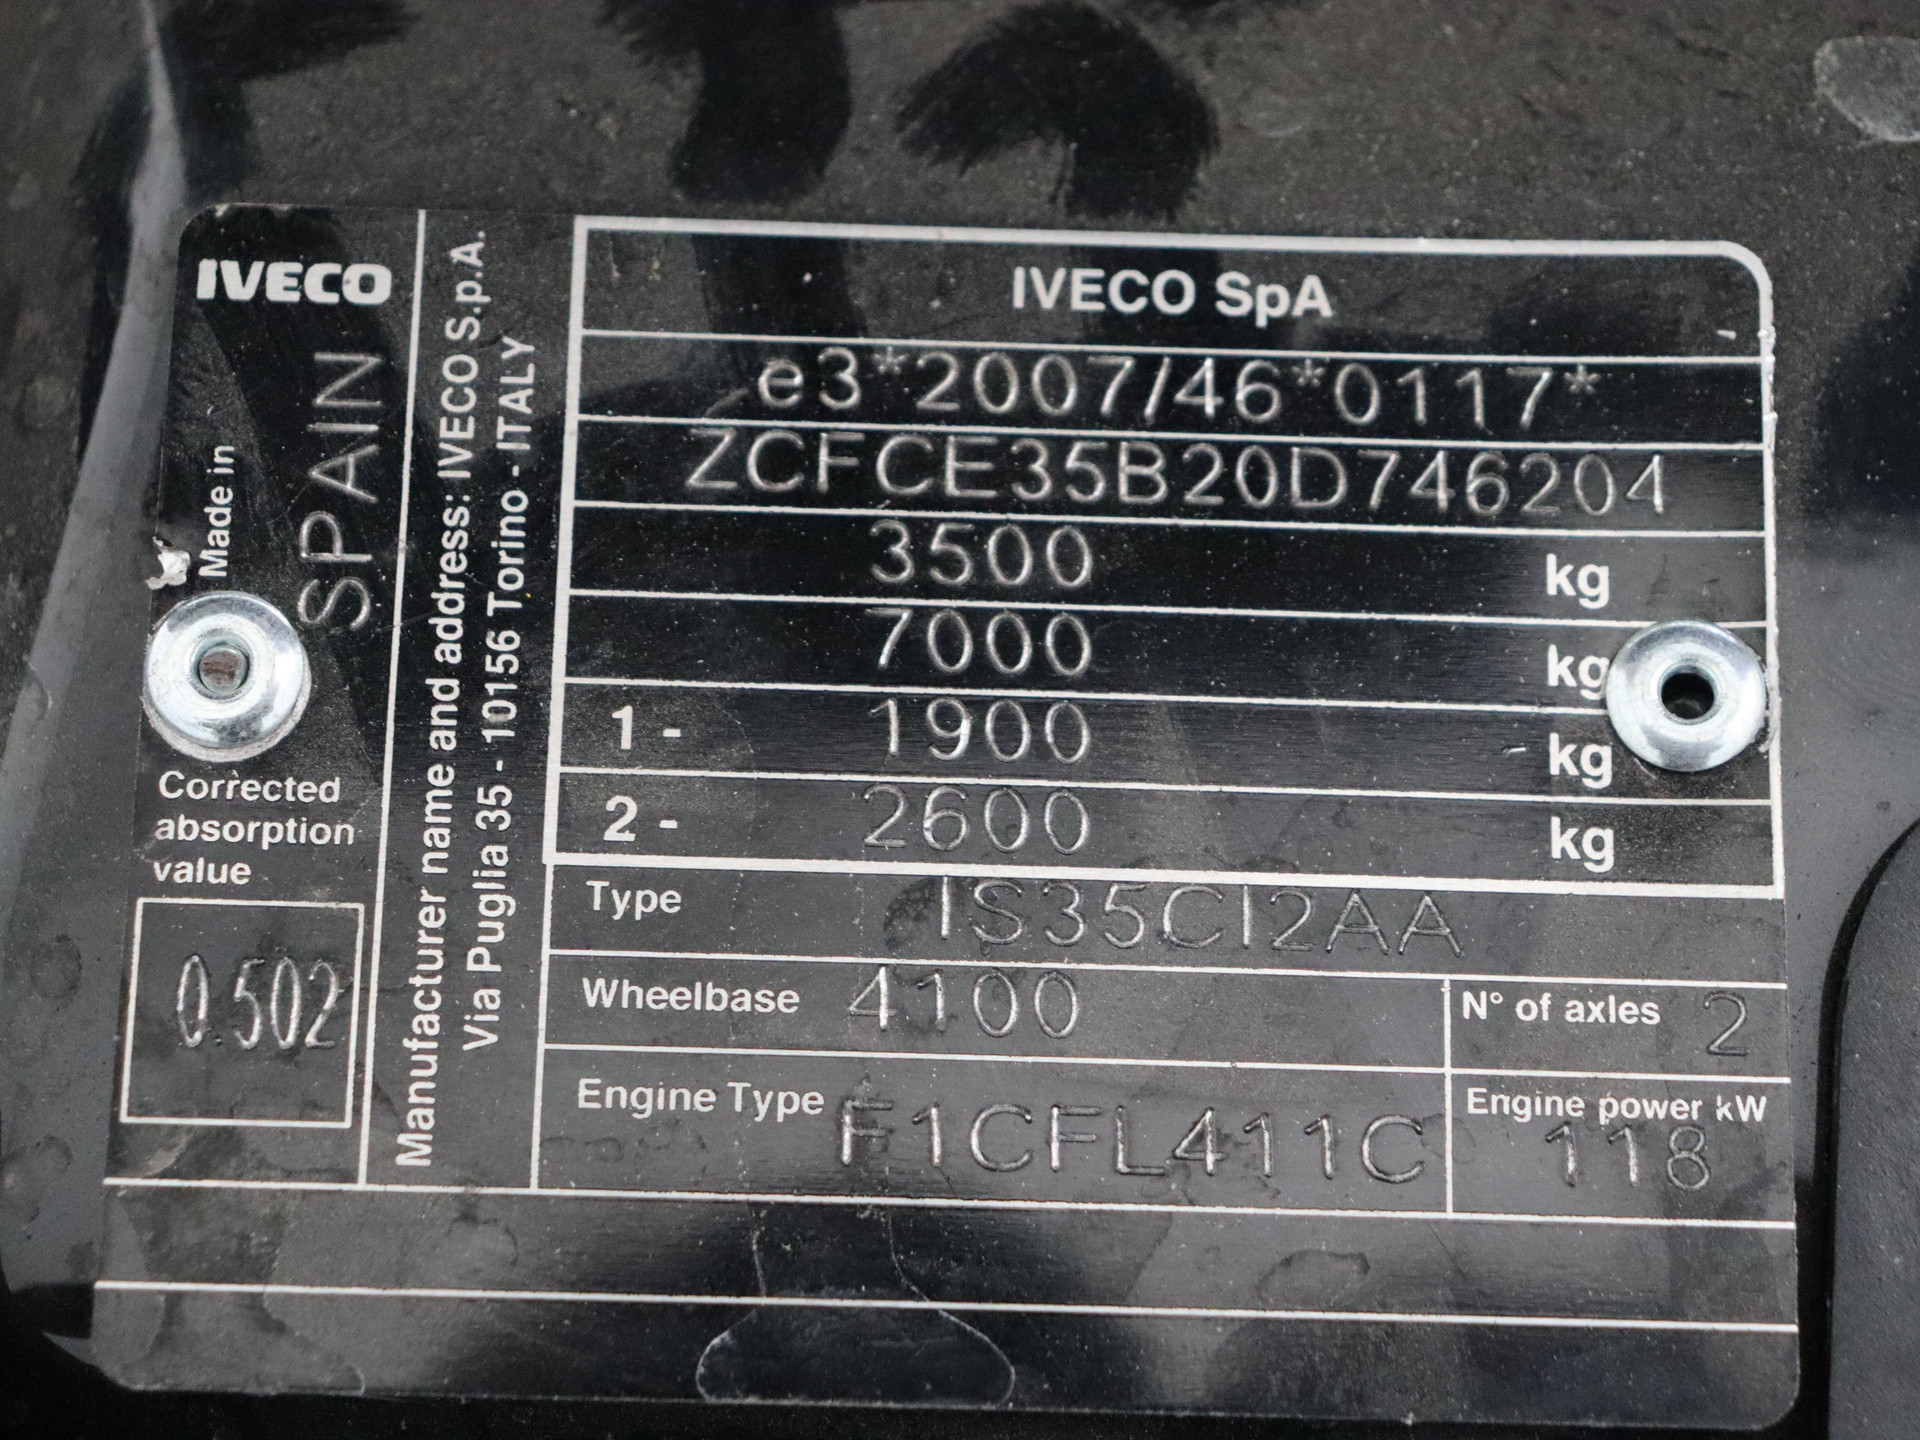 IVECO
Made in
SPAIN
Corrected
absorption
value
0.502
Manufacturer name and address: IVECO S.p.A.
Via Puglia 35 - 10156 Torino - ITALY
IVECO SpA
e3*2007/46*0117*
ZCFCE35B20D746204
3500 kg
7000 kg
1 - 1900 kg
2 - 2600 kg
Type IS35CI2AA
Wheelbase 4100 N° of axles 2
Engine Type F1CFL411C Engine power kW 118